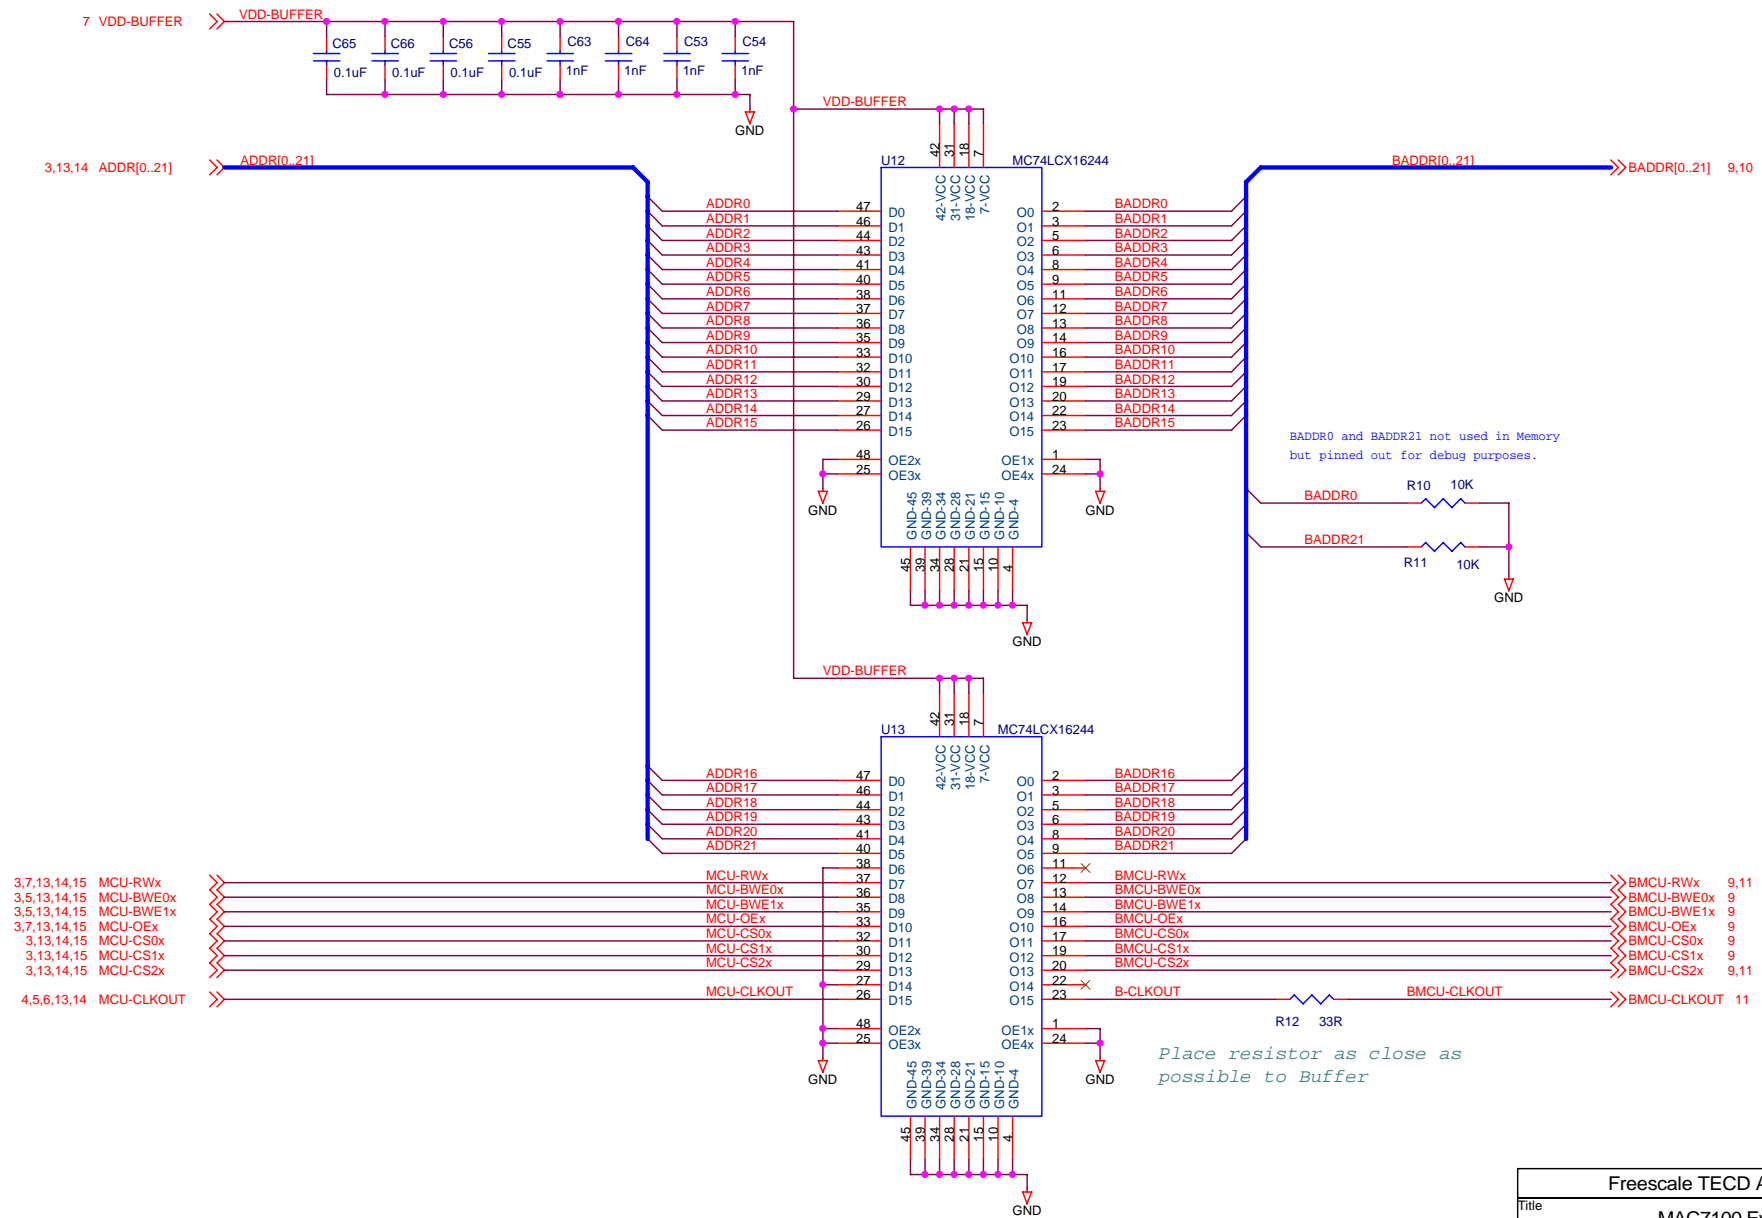 7 VDD-BUFFER VDD-BUFFER
C65 C66 C56 C55 C63 C64 C53 C54
0.1uF 0.1uF 0.1uF 0.1uF 1nF 1nF 1nF 1nF
GND
VDD-BUFFER
3,13,14 ADDR[0..21] ADDR[0..21]
BADDR[0..21] BADDR[0..21] 9,10
U12 MC74LCX16244
42 31 18 7
42-VCC 31-VCC 18-VCC 7-VCC
ADDR0 47 D0 O0 2 BADDR0
ADDR1 46 D1 O1 3 BADDR1
ADDR2 44 D2 O2 5 BADDR2
ADDR3 43 D3 O3 6 BADDR3
ADDR4 41 D4 O4 8 BADDR4
ADDR5 40 D5 O5 9 BADDR5
ADDR6 38 D6 O6 11 BADDR6
ADDR7 37 D7 O7 12 BADDR7
ADDR8 36 D8 O8 13 BADDR8
ADDR9 35 D9 O9 14 BADDR9
ADDR10 33 D10 O10 16 BADDR10
ADDR11 32 D11 O11 17 BADDR11
ADDR12 30 D12 O12 19 BADDR12
ADDR13 29 D13 O13 20 BADDR13
ADDR14 27 D14 O14 22 BADDR14
ADDR15 26 D15 O15 23 BADDR15
48 OE2x OE1x 1
25 OE3x OE4x 24
GND GND
GND-45 GND-39 GND-34 GND-28 GND-21 GND-15 GND-10 GND-4
45 39 34 28 21 15 10 4
GND
BADDR0 and BADDR21 not used in Memory
but pinned out for debug purposes.
BADDR0 R10 10K
BADDR21 R11 10K
GND
VDD-BUFFER
U13 MC74LCX16244
42 31 18 7
42-VCC 31-VCC 18-VCC 7-VCC
ADDR16 47 D0 O0 2 BADDR16
ADDR17 46 D1 O1 3 BADDR17
ADDR18 44 D2 O2 5 BADDR18
ADDR19 43 D3 O3 6 BADDR19
ADDR20 41 D4 O4 8 BADDR20
ADDR21 40 D5 O5 9 BADDR21
38 D6 O6 11
3,7,13,14,15 MCU-RWx MCU-RWx 37 D7 O7 12 BMCU-RWx BMCU-RWx 9,11
3,5,13,14,15 MCU-BWE0x MCU-BWE0x 36 D8 O8 13 BMCU-BWE0x BMCU-BWE0x 9
3,5,13,14,15 MCU-BWE1x MCU-BWE1x 35 D9 O9 14 BMCU-BWE1x BMCU-BWE1x 9
3,7,13,14,15 MCU-OEx MCU-OEx 33 D10 O10 16 BMCU-OEx BMCU-OEx 9
3,13,14,15 MCU-CS0x MCU-CS0x 32 D11 O11 17 BMCU-CS0x BMCU-CS0x 9
3,13,14,15 MCU-CS1x MCU-CS1x 30 D12 O12 19 BMCU-CS1x BMCU-CS1x 9
3,13,14,15 MCU-CS2x MCU-CS2x 29 D13 O13 20 BMCU-CS2x BMCU-CS2x 9,11
27 D14 O14 22
4,5,6,13,14 MCU-CLKOUT MCU-CLKOUT 26 D15 O15 23 B-CLKOUT BMCU-CLKOUT BMCU-CLKOUT 11
R12 33R
48 OE2x OE1x 1
25 OE3x OE4x 24
GND GND
Place resistor as close as
possible to Buffer
GND-45 GND-39 GND-34 GND-28 GND-21 GND-15 GND-10 GND-4
45 39 34 28 21 15 10 4
GND
Freescale TECD
Title
MAC7100